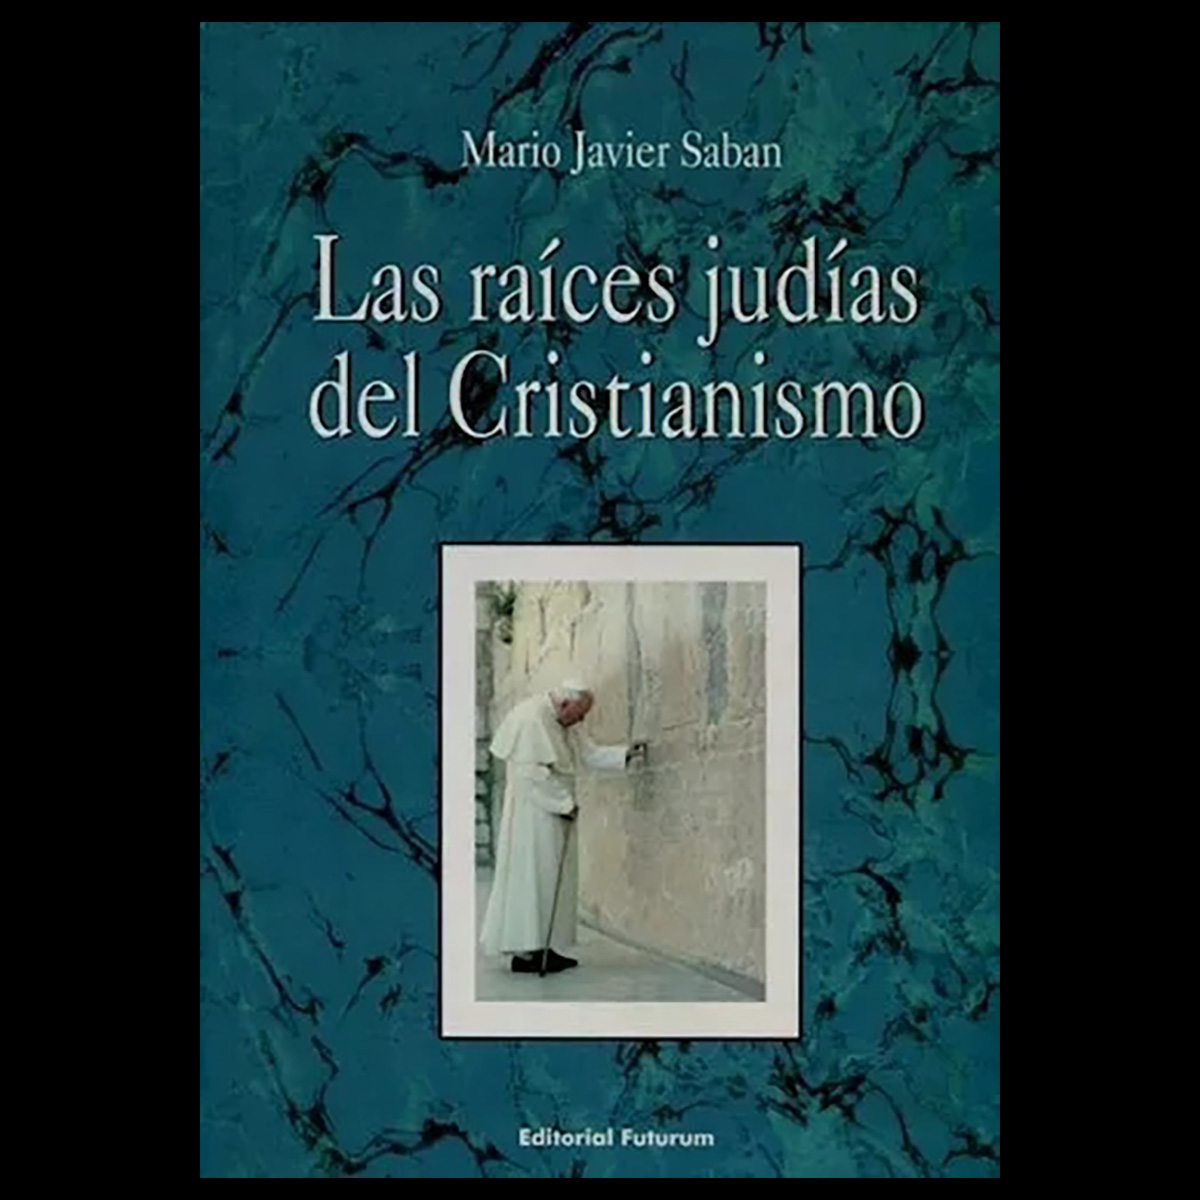 Mario Javier Saban
Las raíces judías
del Cristianismo
Editorial Futurum